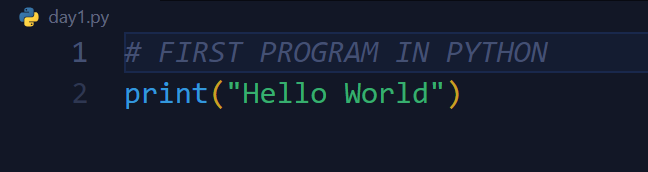 day1.py
1 # FIRST PROGRAM IN PYTHON
2 print("Hello World")